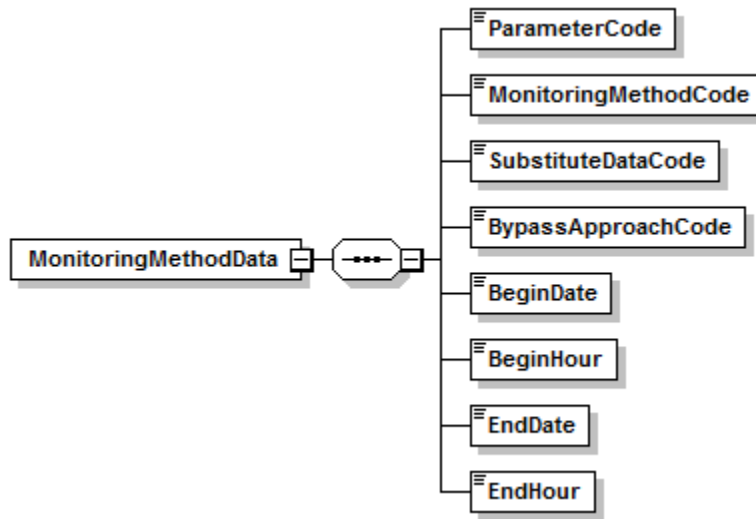 ParameterCode
MonitoringMethodCode
SubstituteDataCode
BypassApproachCode
MonitoringMethodData
BeginDate
BeginHour
EndDate
EndHour